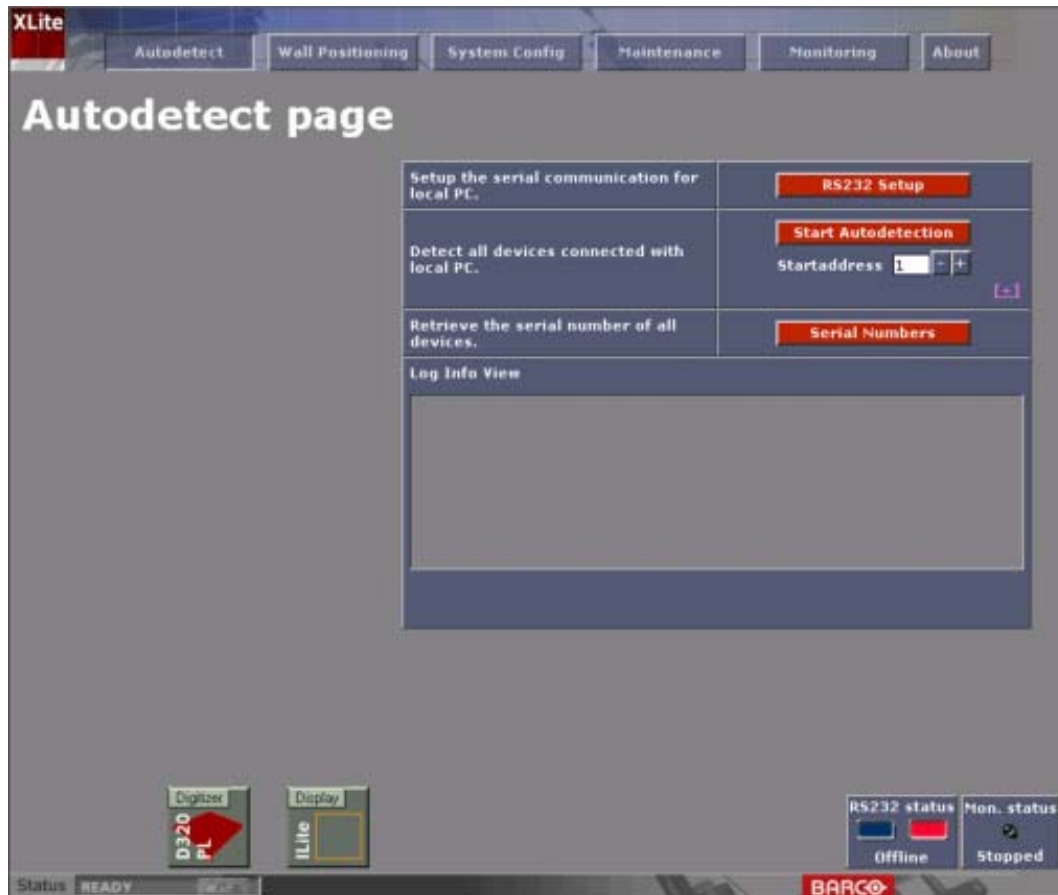 XLite
Autodetect Wall Positioning System Config Maintenance Monitoring About
Autodetect page
Setup the serial communication for
local PC.
RS232 Setup
Detect all devices connected with
local PC.
Start Autodetection
Startaddress 1 - +
[+]
Retrieve the serial number of all
devices.
Serial Numbers
Log Info View
Digitizer
D320
PL
Display
ILite
RS232 status
Offline
Mon. status
Stopped
Status READY
BARCO